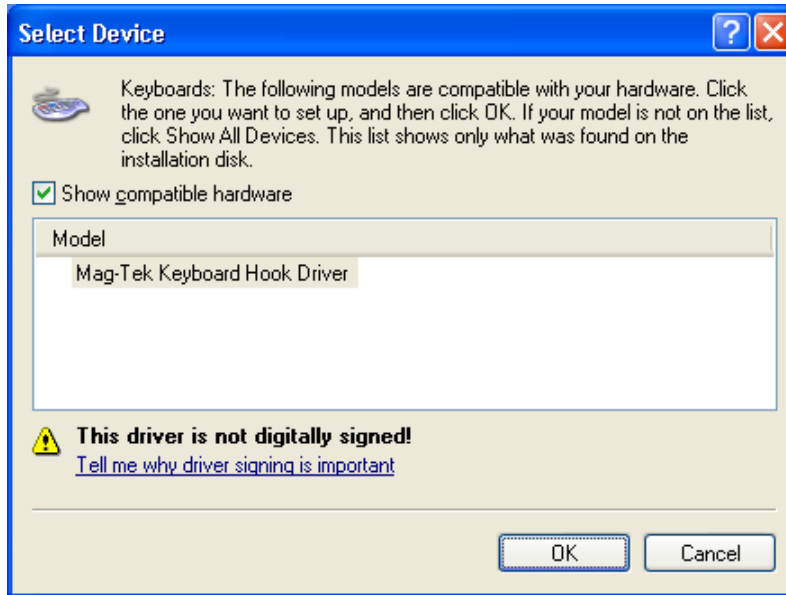 Select Device
Keyboards: The following models are compatible with your hardware. Click
the one you want to set up, and then click OK. If your model is not on the list,
click Show All Devices. This list shows only what was found on the
installation disk.
Show compatible hardware
Model
Mag-Tek Keyboard Hook Driver
This driver is not digitally signed!
Tell me why driver signing is important
OK
Cancel